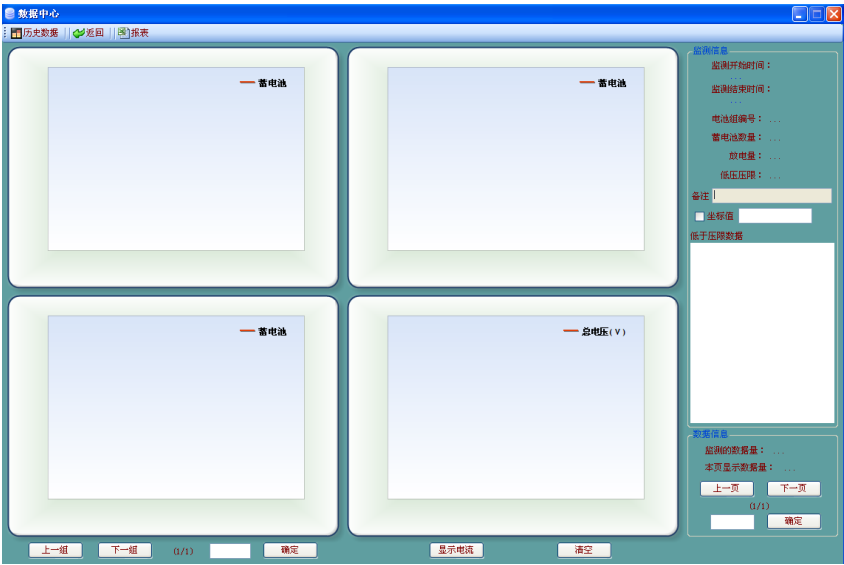 数据中心
历史数据 返回 报表
蓄电池
蓄电池
蓄电池
总电压(V)
监测信息
监测开始时间：
...
监测结束时间：
...
电池组编号：...
蓄电池数量：...
放电量：...
低压压限：...
备注
坐标值
低于压限数据
数据信息
监测的数据量：...
本页显示数据量：...
上一页 下一页
(1/1)
确定
上一组 下一组 (1/1) 确定 显示电流 清空